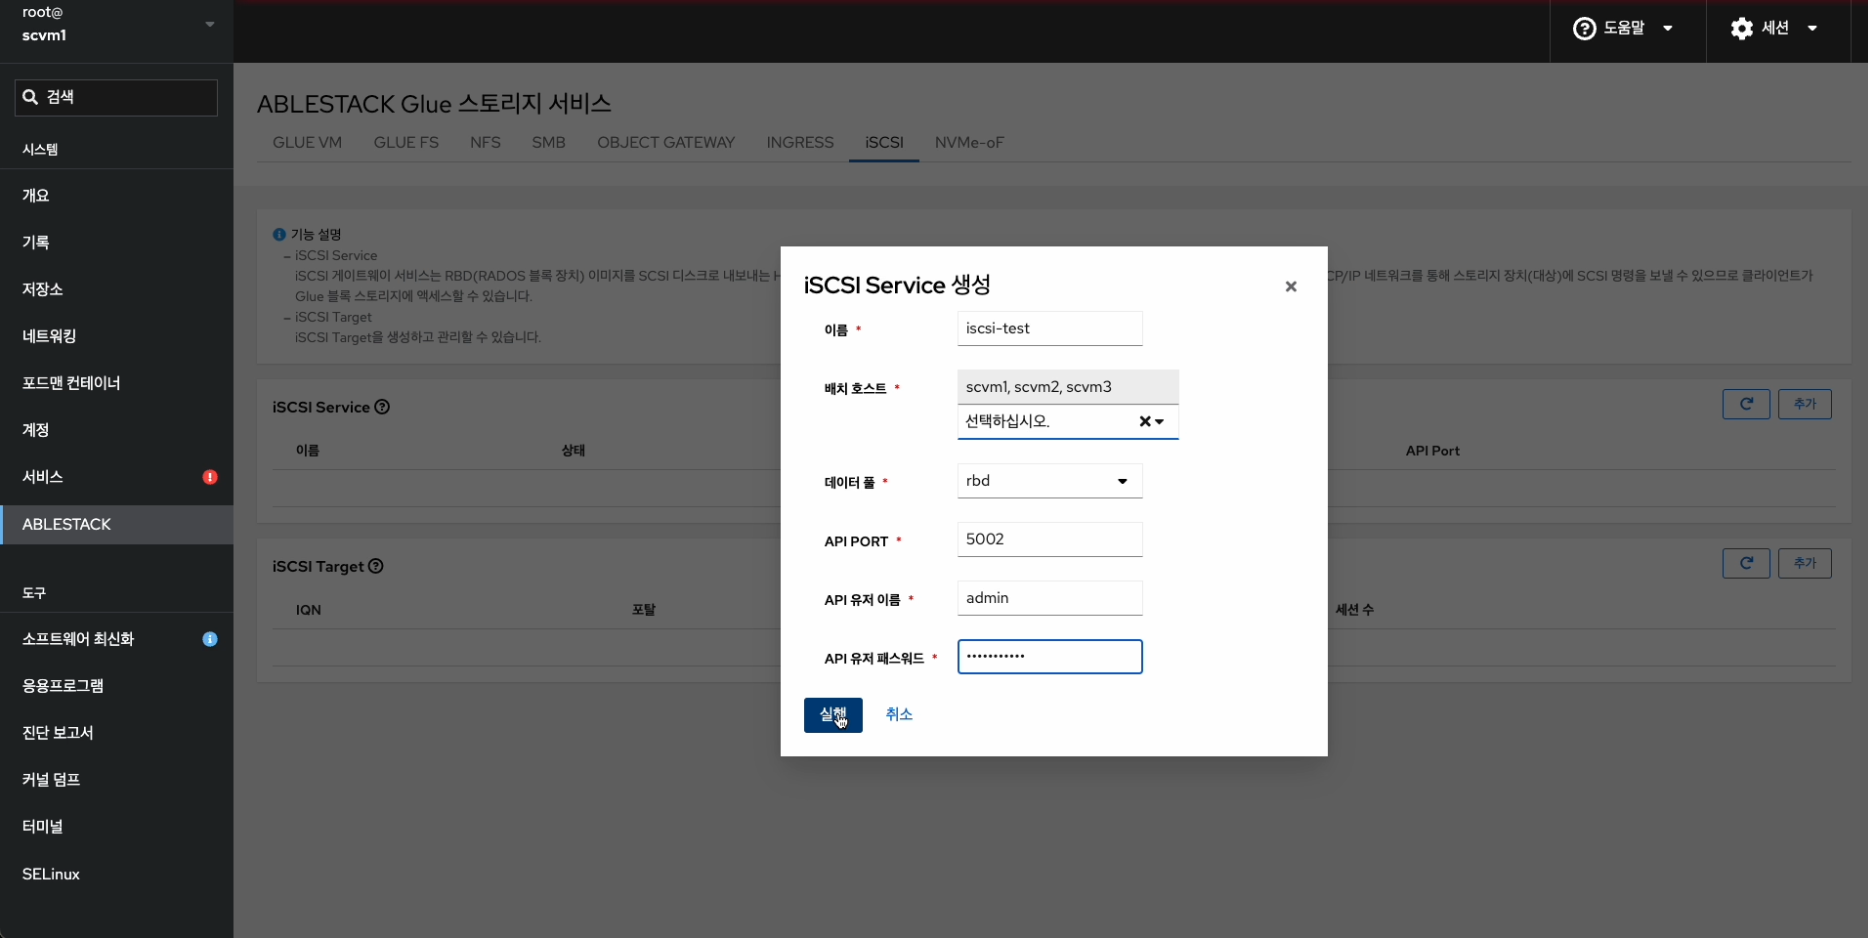 root@
scvm1
도움말
세션
검색
시스템
개요
기록
저장소
네트워킹
포드맨 컨테이너
계정
서비스
ABLESTACK
도구
소프트웨어 최신화
응용프로그램
진단 보고서
커널 덤프
터미널
SELinux
ABLESTACK Glue 스토리지 서비스
GLUE VM GLUE FS NFS SMB OBJECT GATEWAY INGRESS iSCSI NVMe-oF
기능 설명
– iSCSI Service
iSCSI 게이트웨이 서비스는 RBD(RADOS 블록 장치) 이미지를 SCSI 디스크로 내보내는 CP/IP 네트워크를 통해 스토리지 장치(대상)에 SCSI 명령을 보낼 수 있으므로 클라이언트가
Glue 블록 스토리지에 액세스할 수 있습니다.
– iSCSI Target
iSCSI Target을 생성하고 관리할 수 있습니다.
iSCSI Service
추가
이름 상태 API Port
iSCSI Target
추가
IQN 포탈 세션 수
iSCSI Service 생성
이름 * iscsi-test
배치 호스트 * scvm1, scvm2, scvm3
선택하십시오.
데이터 풀 * rbd
API PORT * 5002
API 유저 이름 * admin
API 유저 패스워드 * •••••••••••
실행 취소